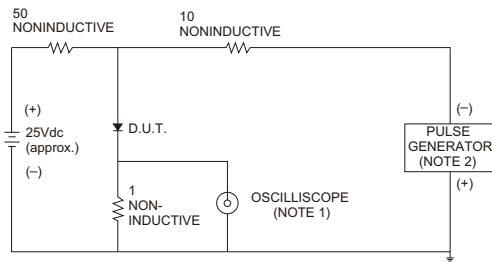 50
NONINDUCTIVE
10
NONINDUCTIVE
(+)
25Vdc
(approx.)
(–)
D.U.T.
1
NON-
INDUCTIVE
OSCILLISCOPE
(NOTE 1)
(–)
PULSE
GENERATOR
(NOTE 2)
(+)